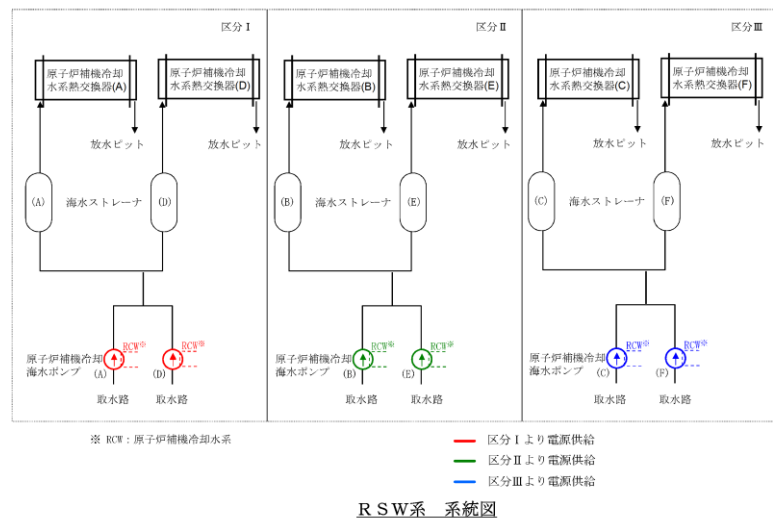 区分Ⅰ
原子炉補機冷却
水系熱交換器(A)
原子炉補機冷却
水系熱交換器(D)
放水ピット
放水ピット
(A)
海水ストレーナ
(D)
RCW※
RCW※
原子炉補機冷却
海水ポンプ
(A)
(D)
取水路
取水路
区分Ⅱ
原子炉補機冷却
水系熱交換器(B)
原子炉補機冷却
水系熱交換器(E)
放水ピット
放水ピット
(B)
海水ストレーナ
(E)
RCW※
RCW※
原子炉補機冷却
海水ポンプ
(B)
(E)
取水路
取水路
区分Ⅲ
原子炉補機冷却
水系熱交換器(C)
原子炉補機冷却
水系熱交換器(F)
放水ピット
放水ピット
(C)
海水ストレーナ
(F)
RCW※
RCW※
原子炉補機冷却
海水ポンプ
(C)
(F)
取水路
取水路
※ RCW：原子炉補機冷却水系
区分Ⅰより電源供給
区分Ⅱより電源供給
区分Ⅲより電源供給
ＲＳＷ系　系統図